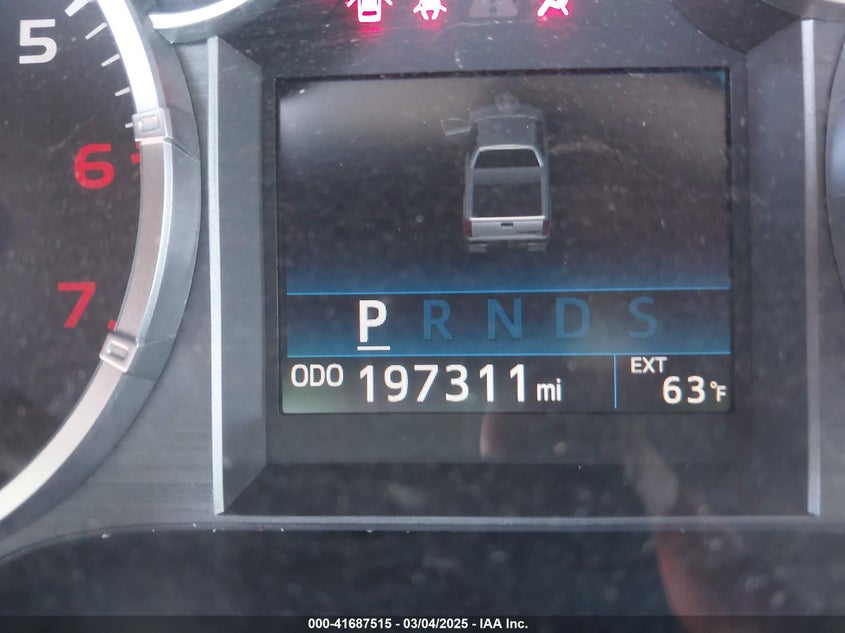 5
6
7
P R N D S
ODO 197311 mi
EXT
63°F
000-41687515 - 03/04/2025 - IAA Inc.